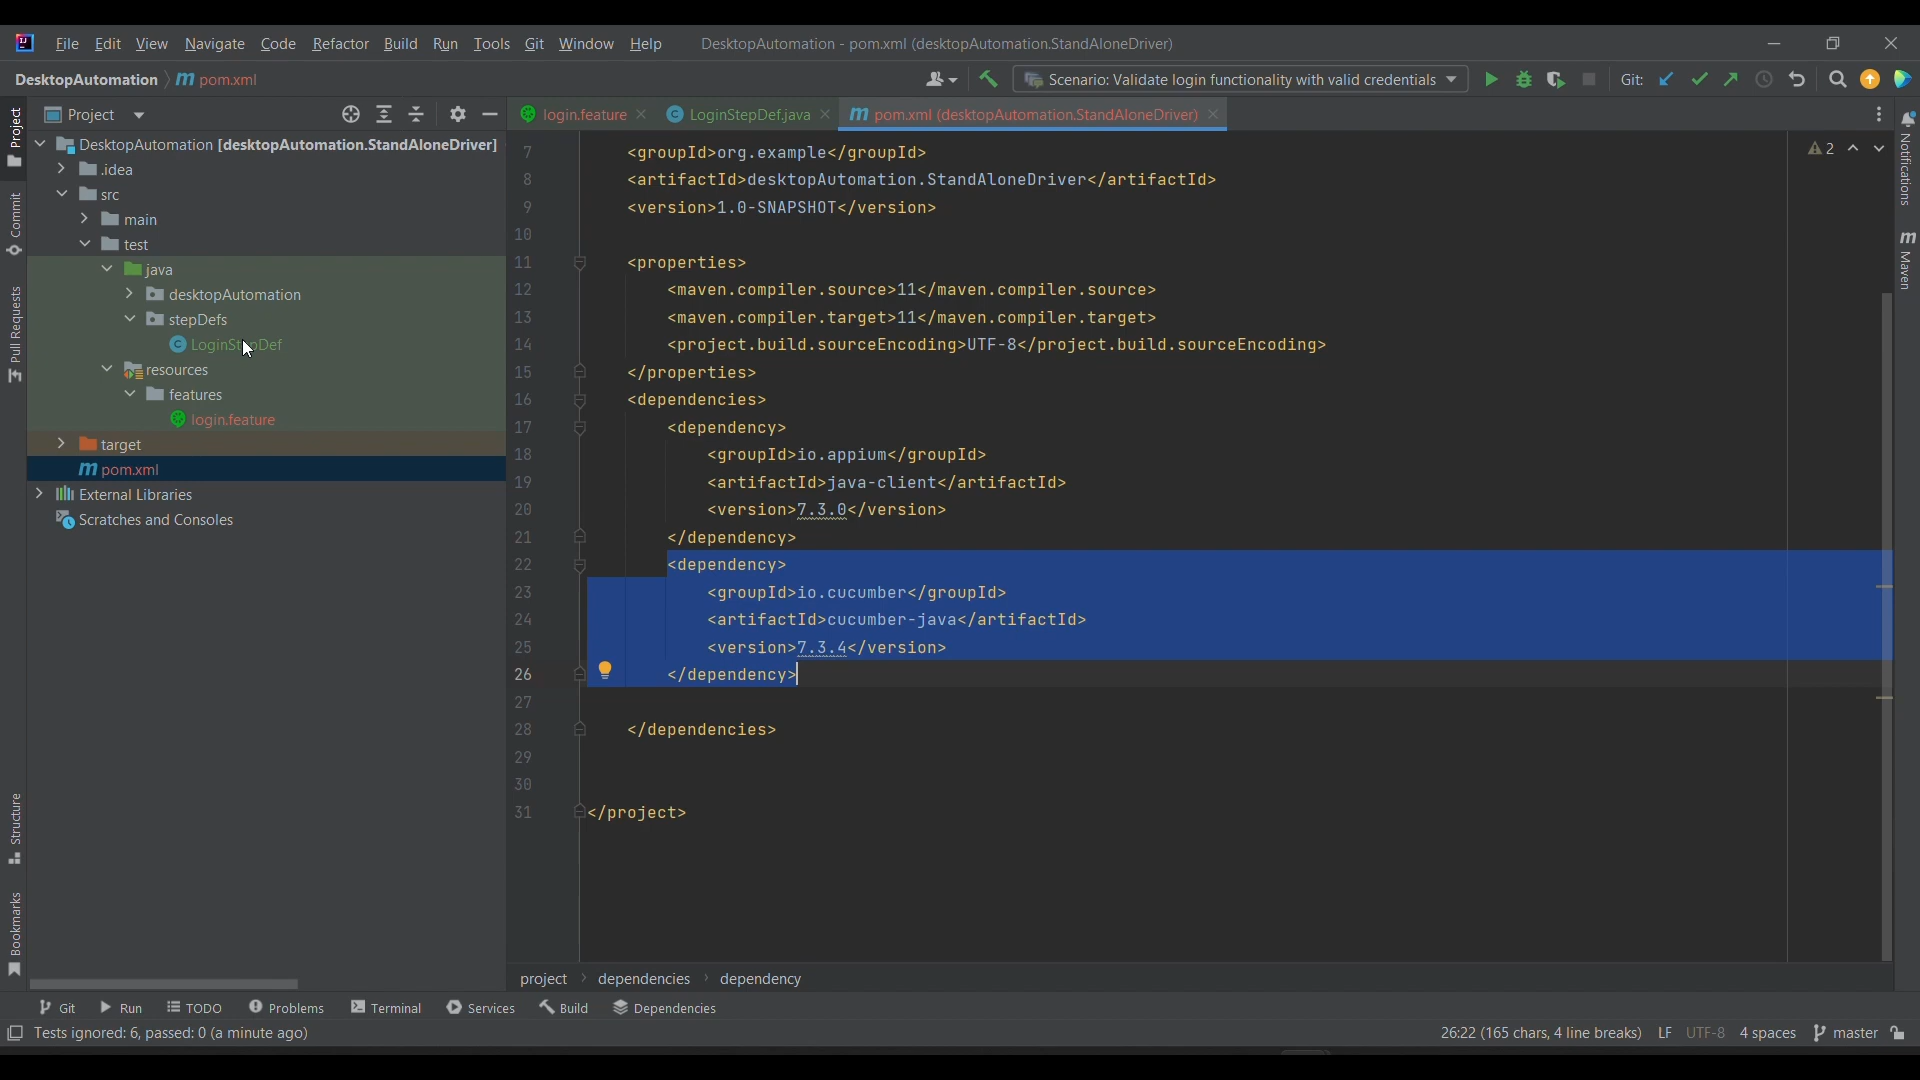 File Edit View Navigate Code Refactor Build Run Tools Git Window Help DesktopAutomation - pom.xml (desktopAutomation.StandAloneDriver)
DesktopAutomation pom.xml Scenario: Validate login functionality with valid credentials Git:
Project
login.feature LoginStepDef.java pom.xml (desktopAutomation.StandAloneDriver)
Project
Commit
Pull Requests
Structure
Bookmarks
DesktopAutomation [desktopAutomation.StandAloneDriver]
.idea
src
main
test
java
desktopAutomation
stepDefs
resources
features
login.feature
target
pom.xml
External Libraries
Scratches and Consoles
7 <groupId>org.example</groupId>
8 <artifactId>desktopAutomation.StandAloneDriver</artifactId>
9 <version>1.0-SNAPSHOT</version>
10
11 <properties>
12 <maven.compiler.source>11</maven.compiler.source>
13 <maven.compiler.target>11</maven.compiler.target>
14 <project.build.sourceEncoding>UTF-8</project.build.sourceEncoding>
15 </properties>
16 <dependencies>
17 <dependency>
18 <groupId>io.appium</groupId>
19 <artifactId>java-client</artifactId>
20 <version>7.3.0</version>
21 </dependency>
22 <dependency>
23 <groupId>io.cucumber</groupId>
24 <artifactId>cucumber-java</artifactId>
25 <version>7.3.4</version>
26 </dependency>
27
28 </dependencies>
29
30
31 </project>
2
Notifications
Maven
project dependencies dependency
Git Run TODO Problems Terminal Services Build Dependencies
Tests ignored: 6, passed: 0 (a minute ago) 26:22 (165 chars, 4 line breaks) LF UTF-8 4 spaces master